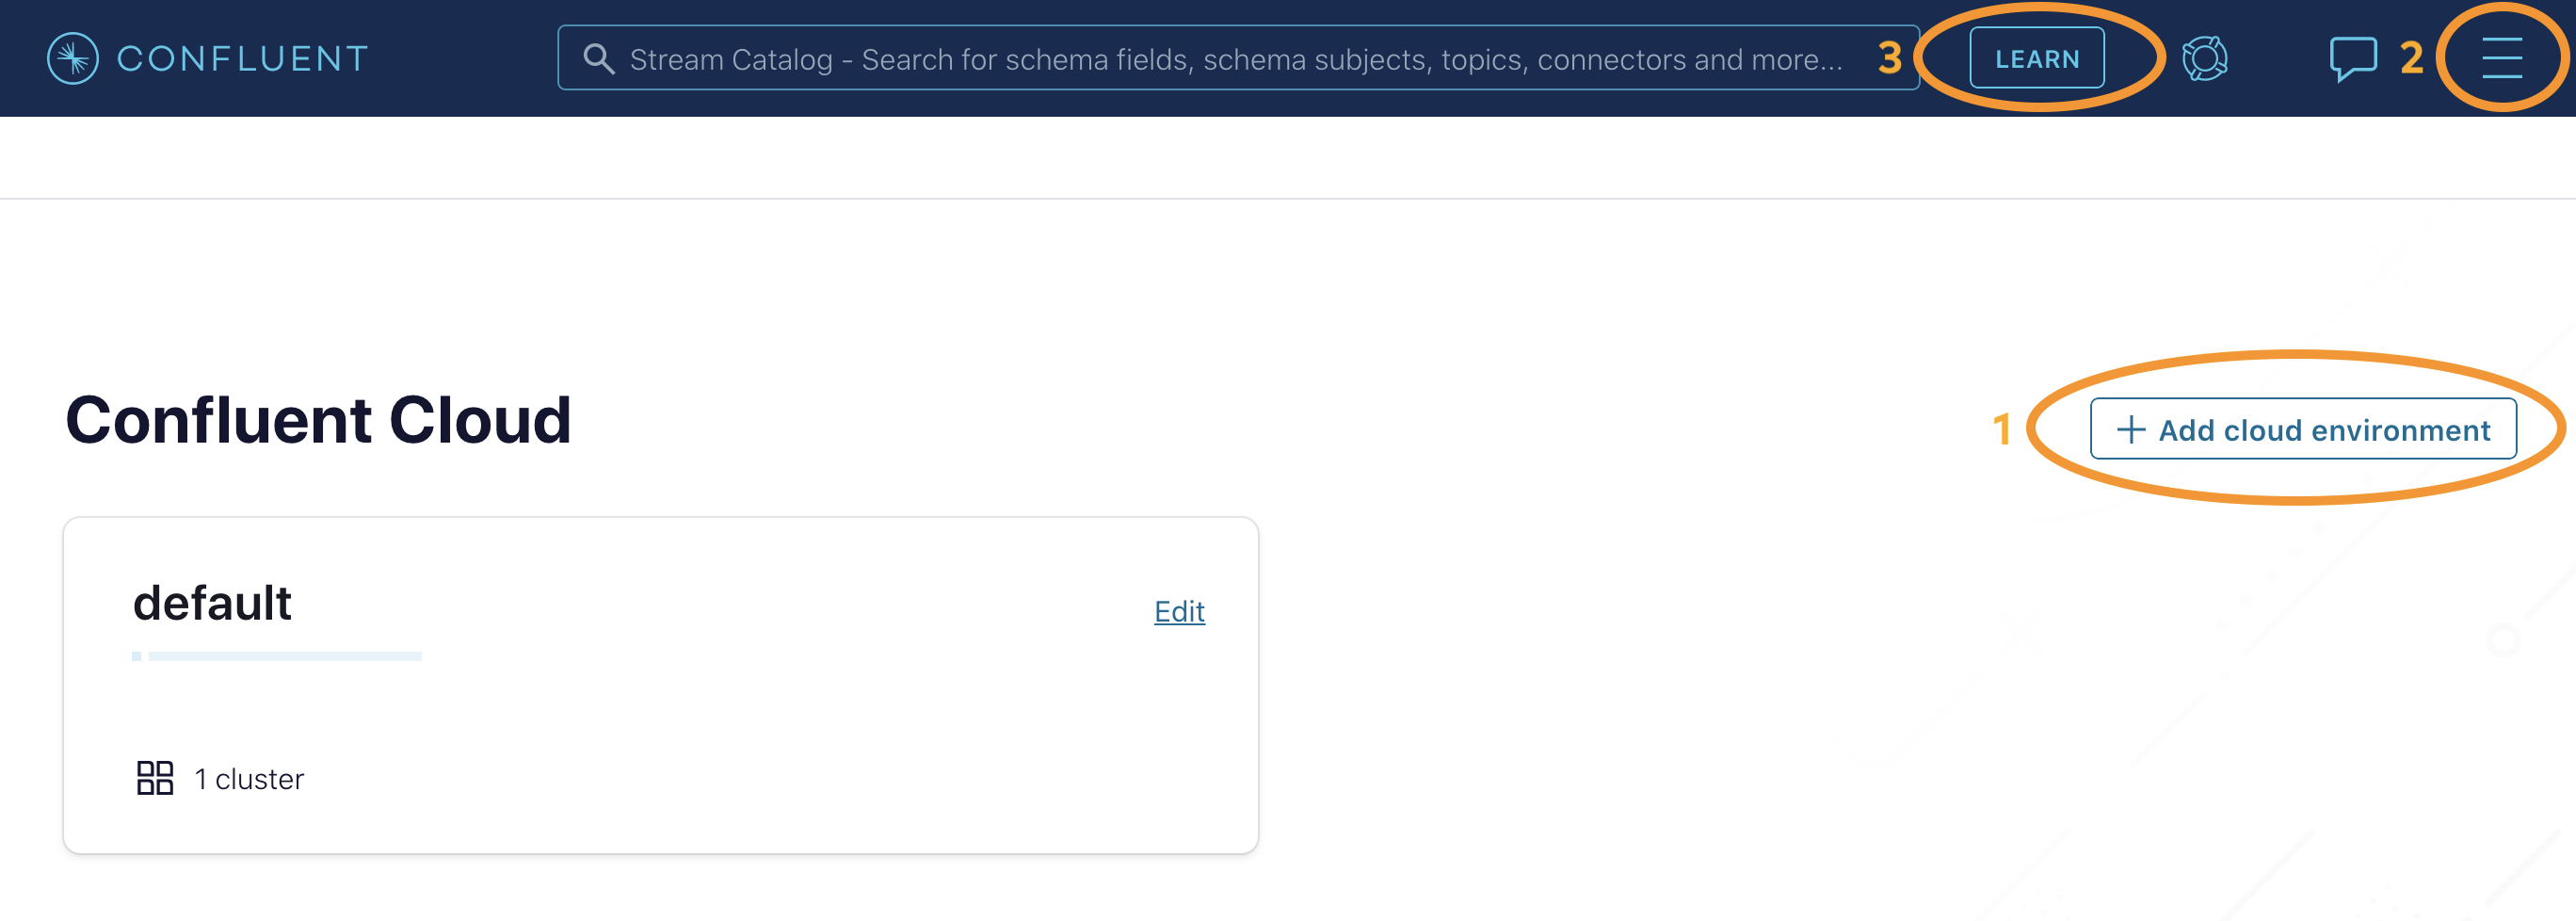 CONFLUENT
Stream Catalog - Search for schema fields, schema subjects, topics, connectors and more...
3
LEARN
2
Confluent Cloud
1
+ Add cloud environment
default
Edit
1 cluster